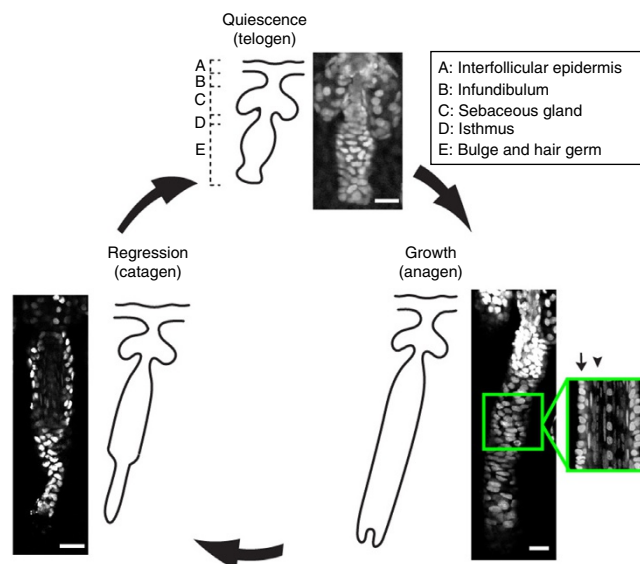 Quiescence
(telogen)
A
B
C
D
E
A: Interfollicular epidermis
B: Infundibulum
C: Sebaceous gland
D: Isthmus
E: Bulge and hair germ
Regression
(catagen)
Growth
(anagen)